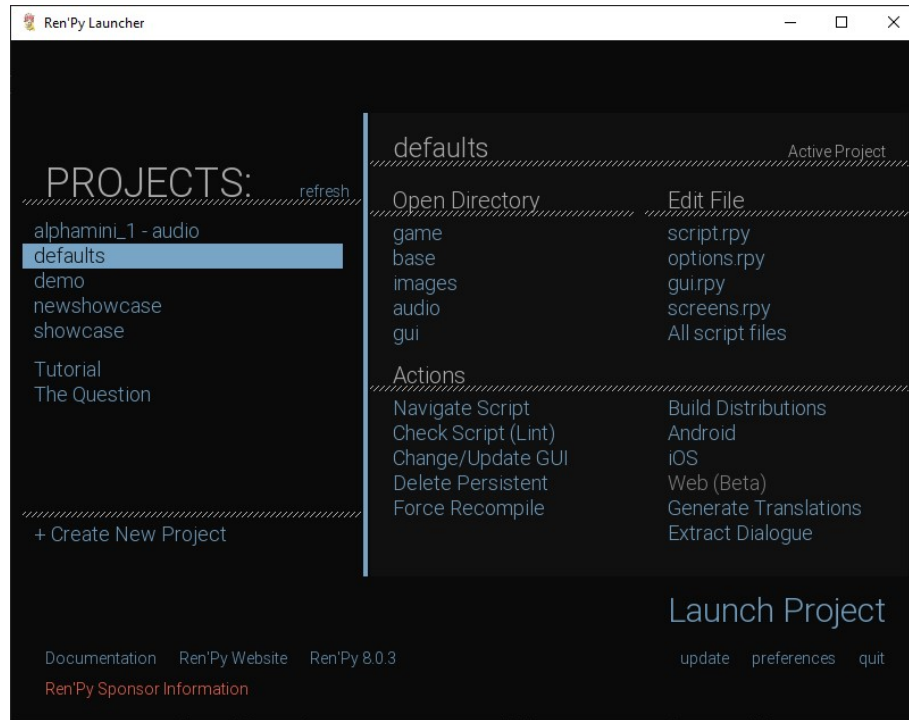 Ren'Py Launcher
PROJECTS:
refresh
alphamini_1 - audio
defaults
demo
newshowcase
showcase
Tutorial
The Question
+ Create New Project
defaults
Active Project
Open Directory
game
base
images
audio
gui
Edit File
script.rpy
options.rpy
gui.rpy
screens.rpy
All script files
Actions
Navigate Script
Check Script (Lint)
Change/Update GUI
Delete Persistent
Force Recompile
Build Distributions
Android
iOS
Web (Beta)
Generate Translations
Extract Dialogue
Launch Project
Documentation Ren'Py Website Ren'Py 8.0.3
update preferences quit
Ren'Py Sponsor Information